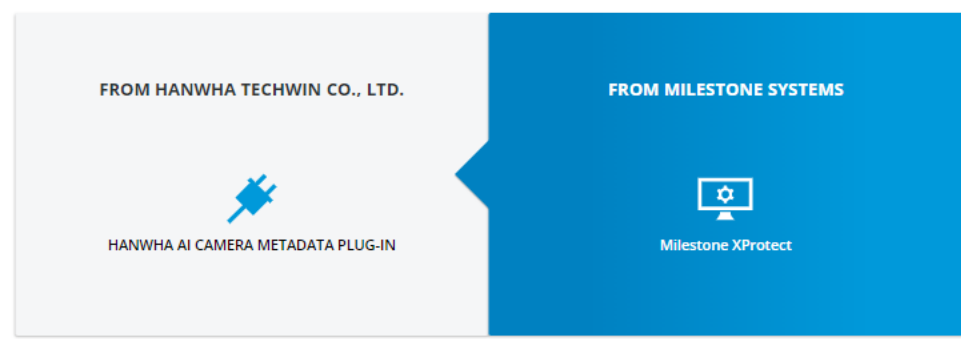 FROM HANWHA TECHWIN CO., LTD.
HANWHA AI CAMERA METADATA PLUG-IN
FROM MILESTONE SYSTEMS
Milestone XProtect